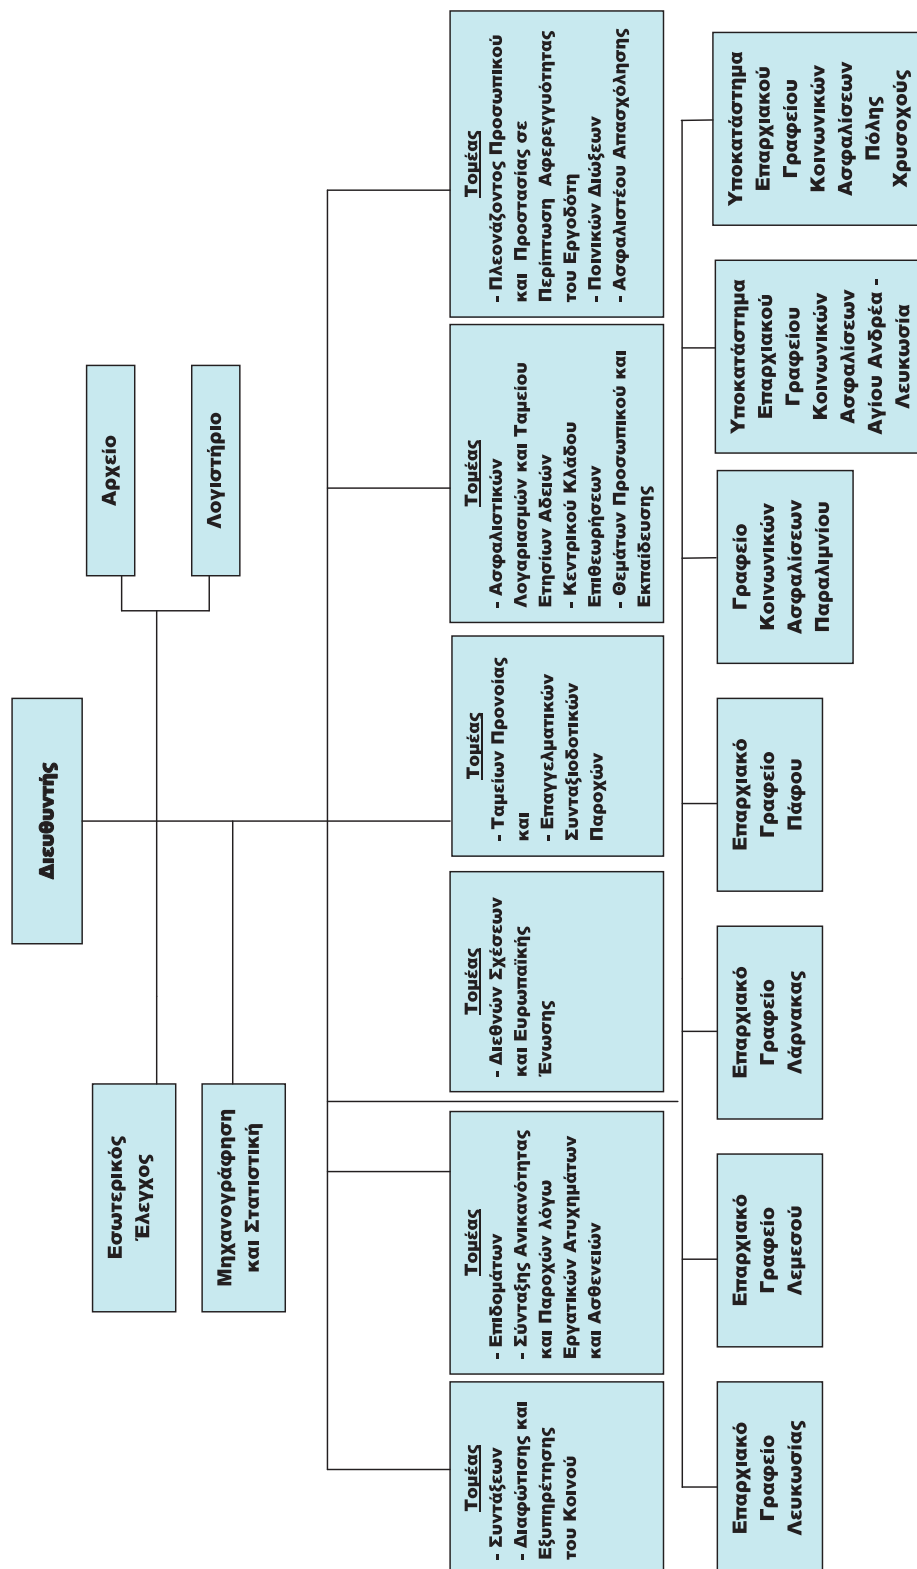 Διευθυντής
Εσωτερικός
Έλεγχος
Αρχείο
Μηχανογράφηση
και Στατιστική
Λογιστήριο
Τομέας
- Συντάξεων
- Διαφώτισης και
Εξυπηρέτησης
του Κοινού
Τομέας
- Επιδομάτων
- Σύνταξης Ανικανότητας
και Παροχών λόγω
Εργατικών Ατυχημάτων
και Ασθενειών
Τομέας
- Διεθνών Σχέσεων
και Ευρωπαϊκής
Ένωσης
Τομέας
- Ταμείων Προνοίας
και
- Επαγγελματικών
Συνταξιοδοτικών
Παροχών
Τομέας
- Ασφαλιστικών
Λογαριασμών και Ταμείου
Ετησίων Αδειών
- Κεντρικού Κλάδου
Επιθεωρήσεων
- Θεμάτων Προσωπικού και
Εκπαίδευσης
Τομέας
- Πλεονάζοντος Προσωπικού
και Προστασίας σε
Περίπτωση Αφερεγγυότητας
του Εργοδότη
- Ποινικών Διώξεων
- Ασφαλιστέου Απασχόλησης
Επαρχιακό
Γραφείο
Λευκωσίας
Επαρχιακό
Γραφείο
Λεμεσού
Επαρχιακό
Γραφείο
Λάρνακας
Επαρχιακό
Γραφείο
Πάφου
Γραφείο
Κοινωνικών
Ασφαλίσεων
Παραλιμνίου
Υποκατάστημα
Επαρχιακού
Γραφείου
Κοινωνικών
Ασφαλίσεων
Αγίου Ανδρέα -
Λευκωσία
Υποκατάστημα
Επαρχιακού
Γραφείου
Κοινωνικών
Ασφαλίσεων
Πόλης
Χρυσοχούς